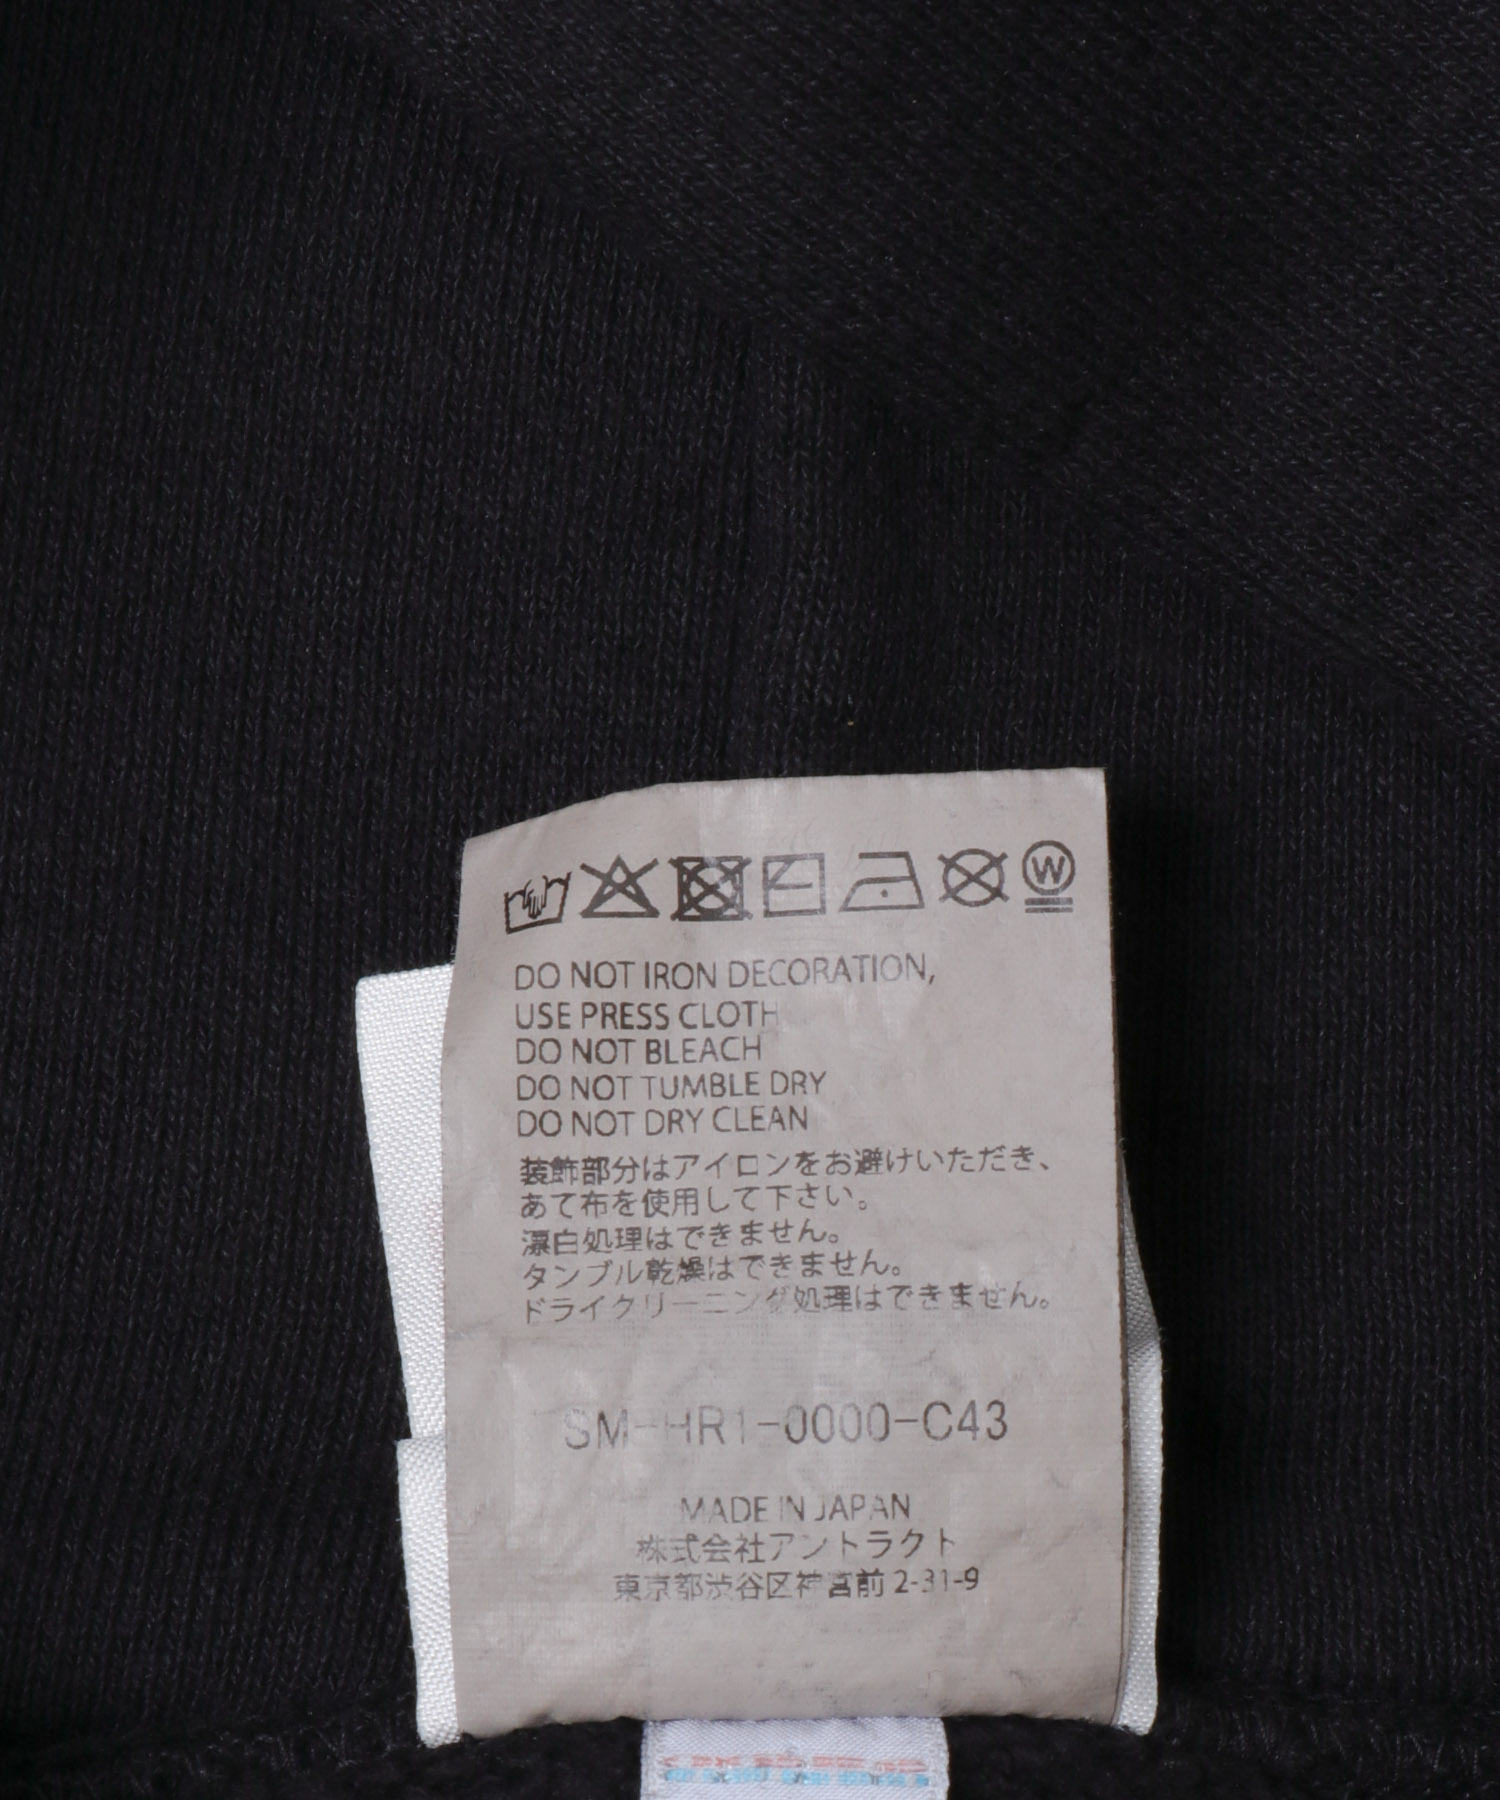 W
DO NOT IRON DECORATION,
USE PRESS CLOTH
DO NOT BLEACH
DO NOT TUMBLE DRY
DO NOT DRY CLEAN
装飾部分はアイロンをお避けいただき、
あて布を使用して下さい。
漂白処理はできません。
タンブル乾燥はできません。
ドライクリーニング処理はできません。
SM-HR1-0000-C43
MADE IN JAPAN
株式会社アントラクト
東京都渋谷区神宮前 2-31-9